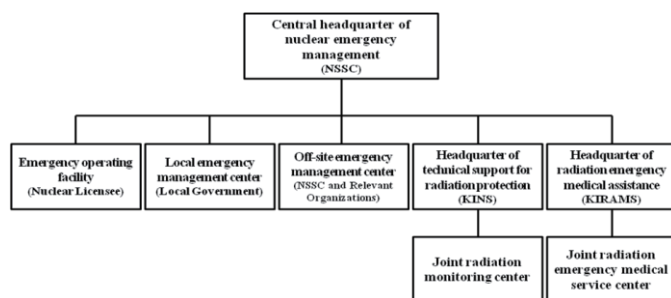 Central headquarter of
nuclear emergency
management
(NSSC)
Emergency operating
facility
(Nuclear Licensee)
Local emergency
management center
(Local Government)
Off-site emergency
management center
(NSSC and Relevant
Organizations)
Headquarter of
technical support for
radiation protection
(KINS)
Headquarter of
radiation emergency
medical assistance
(KIRAMS)
Joint radiation
monitoring center
Joint radiation
emergency medical
service center